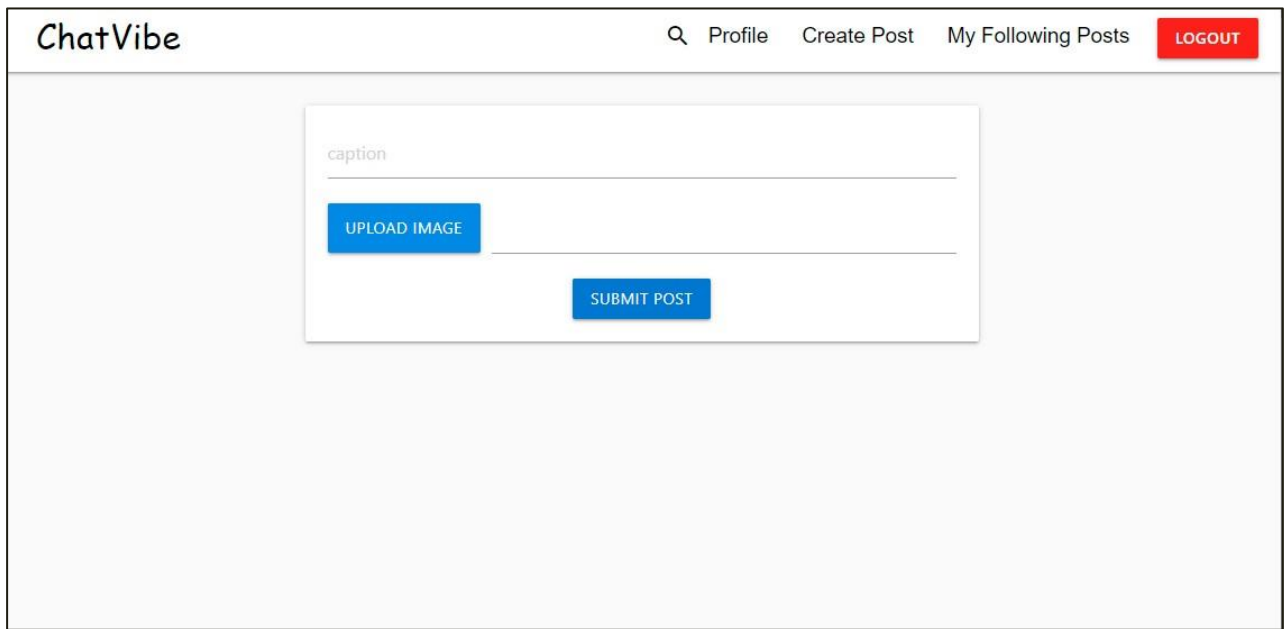 ChatVibe Profile Create Post My Following Posts LOGOUT
caption
UPLOAD IMAGE
SUBMIT POST